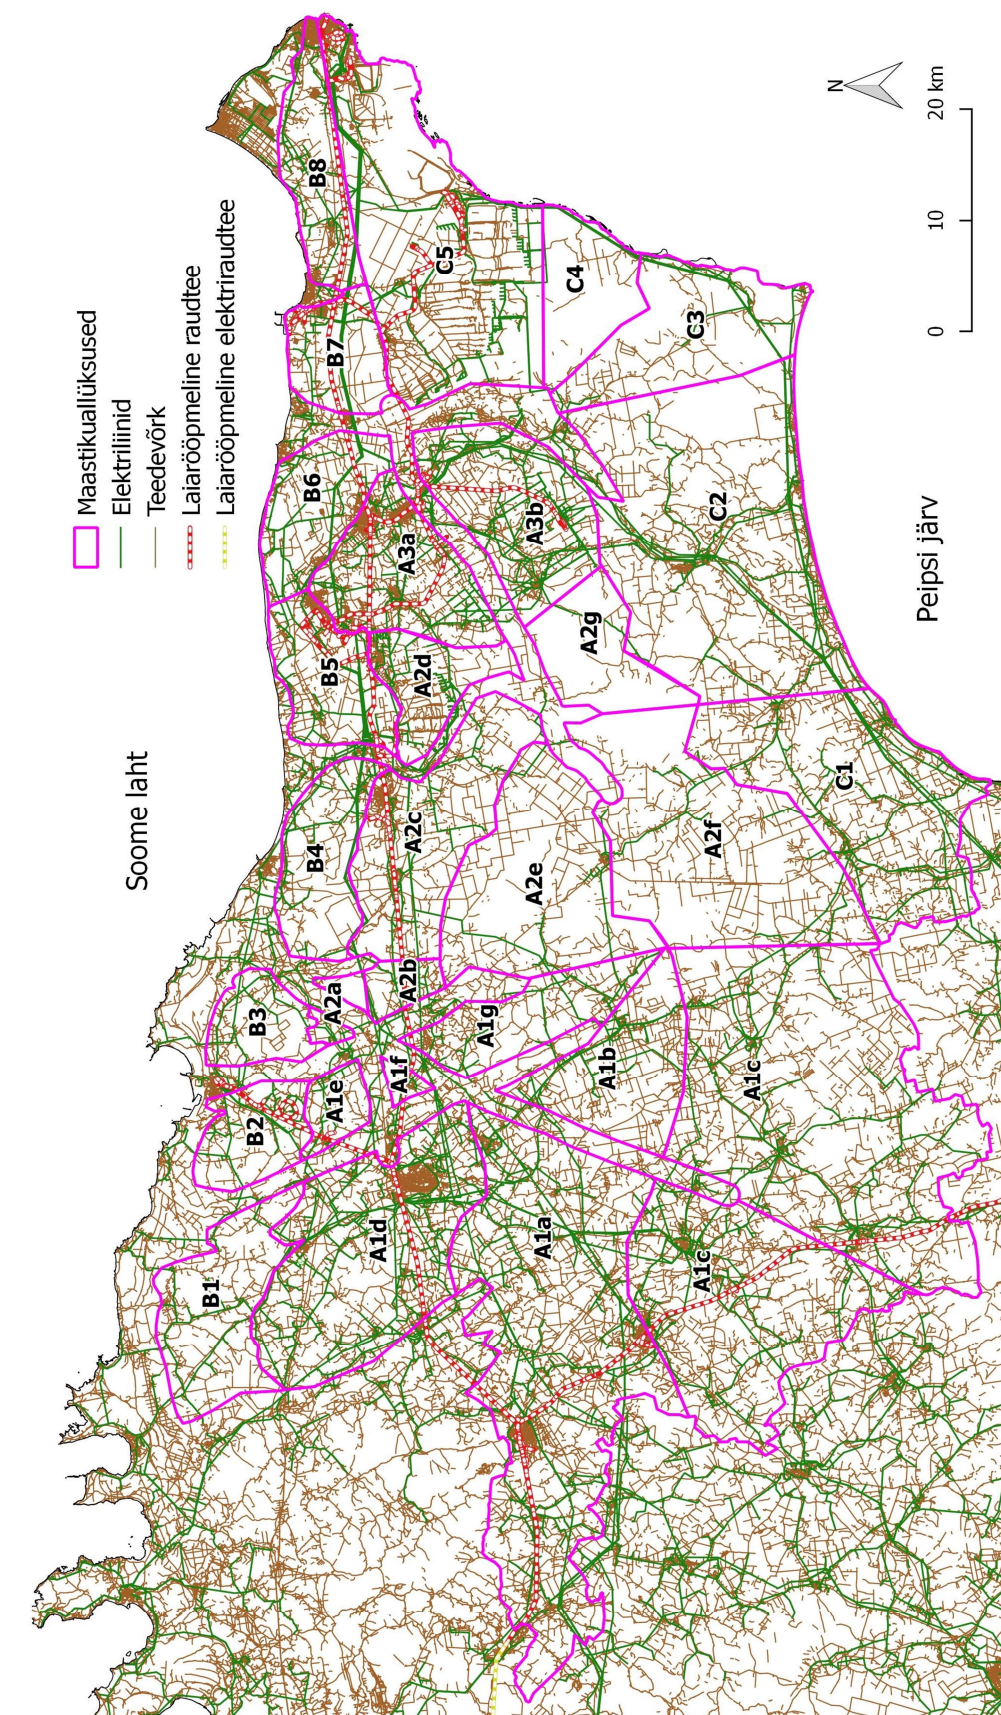 Soome laht
Maastikuallüksused
Elektriliinid
Teedevõrk
Laiarööpmeline raudtee
Laiarööpmeline elektriraudtee
B1
B2
B3
B4
B5
B6
B7
B8
A1d
A1e
A2a
A1f
A2b
A2c
A2d
A3a
A1a
A1g
A2e
A3b
C5
A1b
A2g
C4
A1c
A1c
A2f
C2
C3
C1
Peipsi järv
N
0 10 20 km